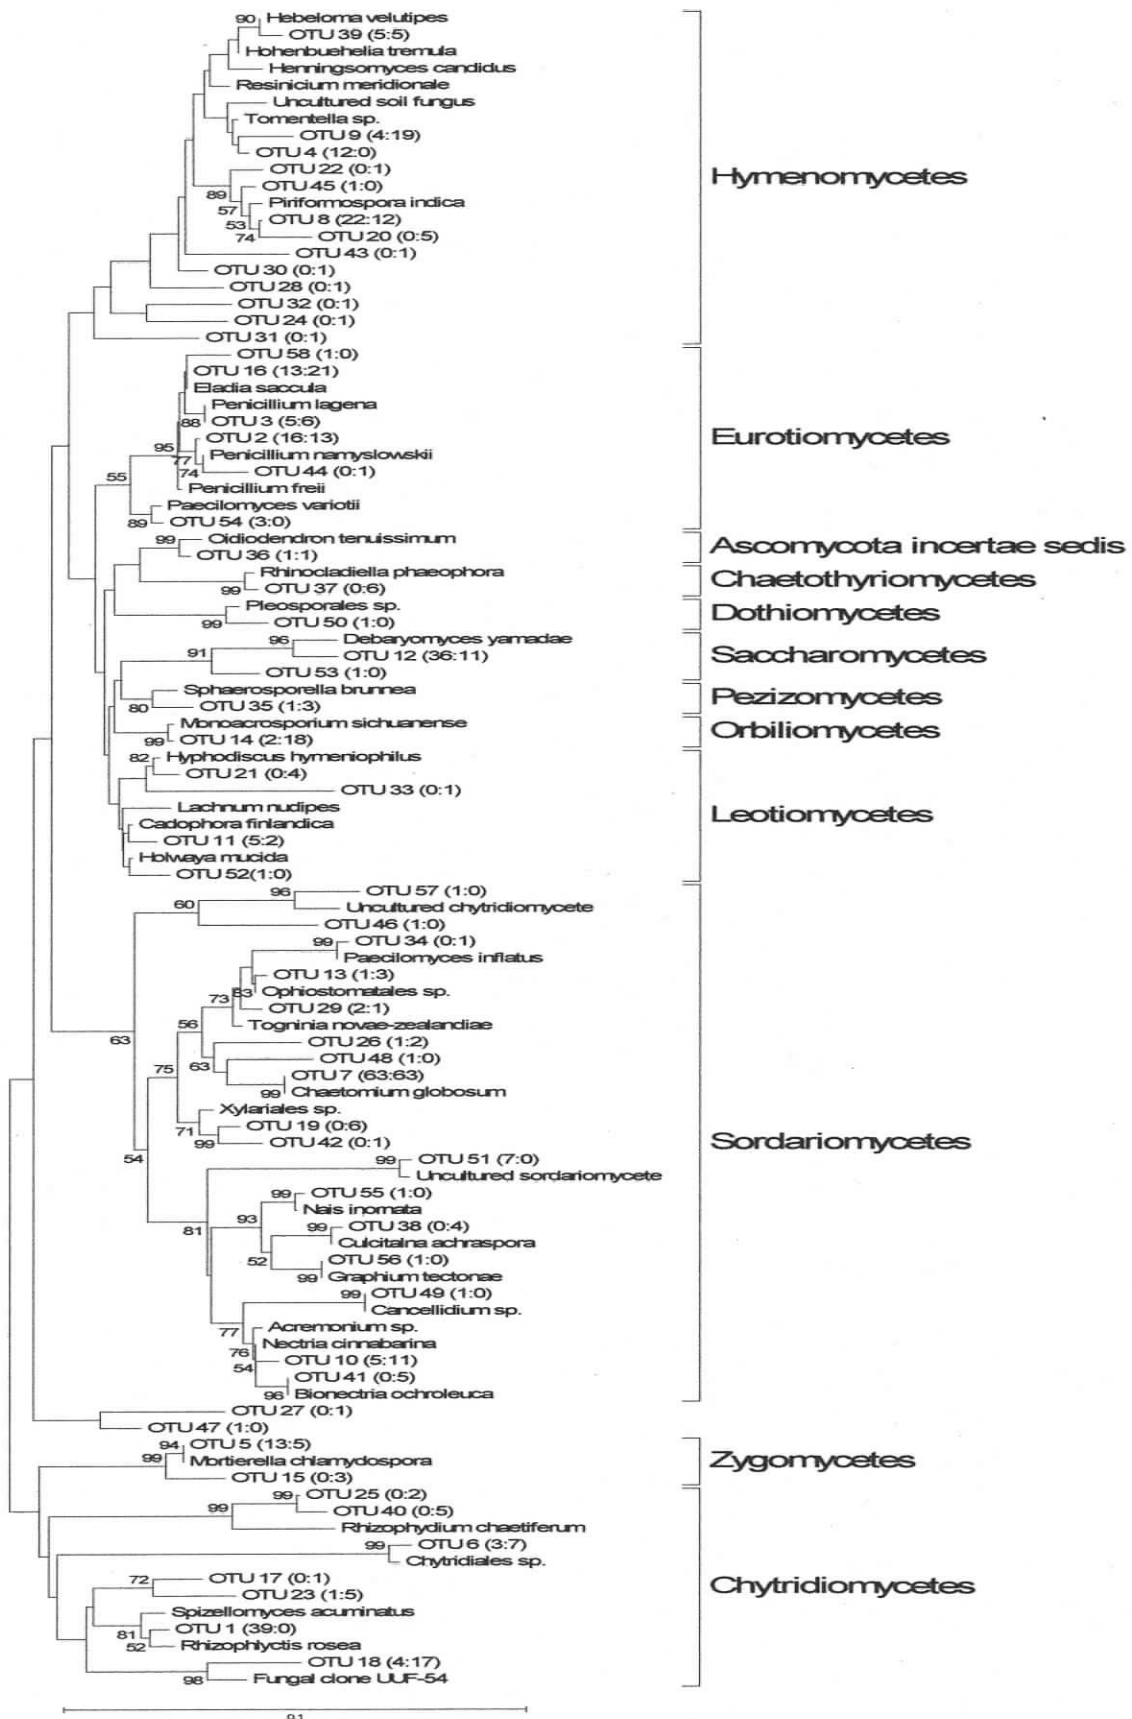 90 Hebeloma velutipes
OTU 39 (5:5)
Hohenbuehelia tremula
Henningsomyces candidus
Resinicium meridionale
Uncultured soil fungus
Tomentella sp.
OTU 9 (4:19)
OTU 4 (12:0)
OTU 22 (0:1)
Hymenomycetes
89 OTU 45 (1:0)
57 Piriformospora indica
53 OTU 8 (22:12)
74 OTU 20 (0:5)
OTU 43 (0:1)
OTU 30 (0:1)
OTU 28 (0:1)
OTU 32 (0:1)
OTU 24 (0:1)
OTU 31 (0:1)
OTU 58 (1:0)
OTU 16 (13:21)
Eladia saccula
Penicillium lagena
88 OTU 3 (5:6)
OTU 2 (16:13)
Eurotiomycetes
95
77 Penicillium namyslowskii
74 OTU 44 (0:1)
55
Penicillium freii
Paecilomyces variotii
89 OTU 54 (3:0)
99 Oidiodendron tenuissimum
Ascomycota incertae sedis
OTU 36 (1:1)
Rhinocladiella phaeophora
Chaetothyriomycetes
99 OTU 37 (0:6)
Pleosporales sp.
Dothiomycetes
99 OTU 50 (1:0)
96 Debaryomyces yamadae
91 OTU 12 (36:11)
Saccharomycetes
OTU 53 (1:0)
Sphaerosporella brunnea
Pezizomycetes
80 OTU 35 (1:3)
Monoacrosporium sichuanense
Orbiliomycetes
99 OTU 14 (2:18)
82 Hyphodiscus hymeniophilus
OTU 21 (0:4)
OTU 33 (0:1)
Lachnum nudipes
Leotiomycetes
Cadophora finlandica
OTU 11 (5:2)
Holwaya mucida
OTU 52(1:0)
96 OTU 57 (1:0)
60 Uncultured chytridiomycete
OTU 46 (1:0)
99 OTU 34 (0:1)
Paecilomyces inflatus
OTU 13 (1:3)
83 Ophiostomatales sp.
73 OTU 29 (2:1)
56 Togninia novae-zealandiae
63 OTU 26 (1:2)
OTU 48 (1:0)
75 63 OTU 7 (63:63)
99 Chaetomium globosum
Xylariales sp.
OTU 19 (0:6)
71
99 OTU 42 (0:1)
Sordariomycetes
54 99 OTU 51 (7:0)
Uncultured sordariomycete
99 OTU 55 (1:0)
Nais inornata
93 99 OTU 38 (0:4)
81 Culcitalna achraspora
52 OTU 56 (1:0)
99 Graphium tectonae
99 OTU 49 (1:0)
Cancellidium sp.
77 Acremonium sp.
76 Nectria cinnabarina
54 OTU 10 (5:11)
OTU 41 (0:5)
96 Bionectria ochroleuca
OTU 27 (0:1)
OTU 47 (1:0)
94 OTU 5 (13:5)
99 Mortierella chlamydospora
Zygomycetes
OTU 15 (0:3)
99 OTU 25 (0:2)
99 OTU 40 (0:5)
Rhizophydium chaetiferum
99 OTU 6 (3:7)
Chytridiales sp.
72 OTU 17 (0:1)
Chytridiomycetes
OTU 23 (1:5)
Spizellomyces acuminatus
81 OTU 1 (39:0)
52 Rhizophlyctis rosea
OTU 18 (4:17)
98 Fungal clone UUF-54